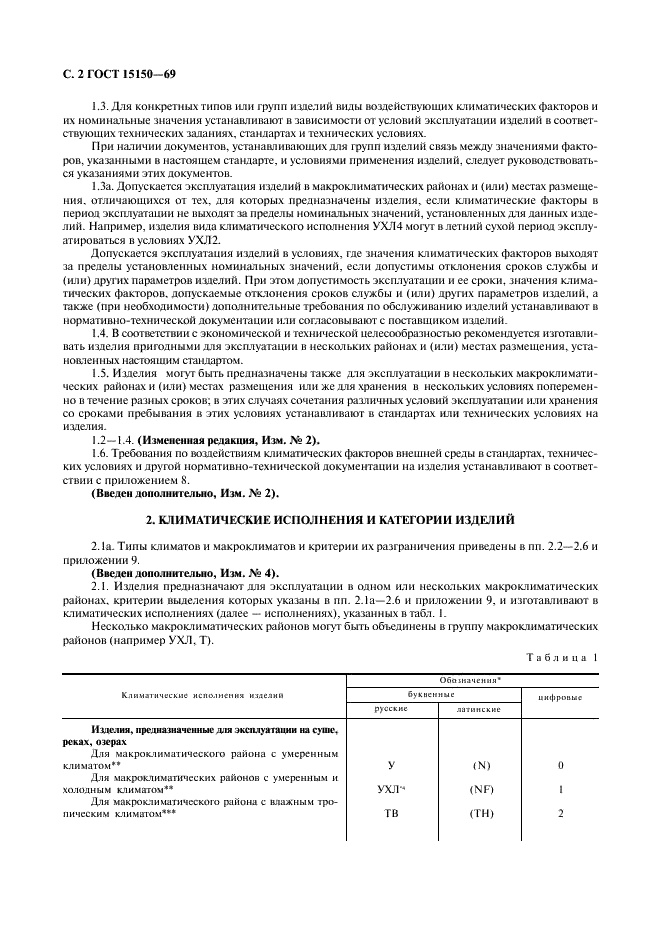 С. 2 ГОСТ 15150—69
1.3. Для конкретных типов или групп изделий виды воздействующих климатических факторов и
их номинальные значения устанавливают в зависимости от условий эксплуатации изделий в соответ-
ствующих технических заданиях, стандартах и технических условиях.
При наличии документов, устанавливающих для групп изделий связь между значениями факто-
ров, указанными в настоящем стандарте, и условиями применения изделий, следует руководствовать-
ся указаниями этих документов.
1.3а. Допускается эксплуатация изделий в макроклиматических районах и (или) местах размеще-
ния, отличающихся от тех, для которых предназначены изделия, если климатические факторы в
период эксплуатации не выходят за пределы номинальных значений, установленных для данных изде-
лий. Например, изделия вида климатического исполнения УХЛ4 могут в летний сухой период эксплу-
атироваться в условиях УХЛ2.
Допускается эксплуатация изделий в условиях, где значения климатических факторов выходят
за пределы установленных номинальных значений, если допустимы отклонения сроков службы и
(или) других параметров изделий. При этом допустимость эксплуатации и ее сроки, значения клима-
тических факторов, допускаемые отклонения сроков службы и (или) других параметров изделий, а
также (при необходимости) дополнительные требования по обслуживанию изделий устанавливают в
нормативно-технической документации или согласовывают с поставщиком изделий.
1.4. В соответствии с экономической и технической целесообразностью рекомендуется изготавли-
вать изделия пригодными для эксплуатации в нескольких районах и (или) местах размещения, уста-
новленных настоящим стандартом.
1.5. Изделия могут быть предназначены также для эксплуатации в нескольких макроклимати-
ческих районах и (или) местах размещения или же для хранения в нескольких условиях поперемен-
но в течение разных сроков; в этих случаях сочетания различных условий эксплуатации или хранения
со сроками пребывания в этих условиях устанавливают в стандартах или технических условиях на
изделия.
1.2—1.4. (Измененная редакция, Изм. № 2).
1.6. Требования по воздействиям климатических факторов внешней среды в стандартах, техничес-
ких условиях и другой нормативно-технической документации на изделия устанавливают в соответ-
ствии с приложением 8.
(Введен дополнительно, Изм. № 2).
2. КЛИМАТИЧЕСКИЕ ИСПОЛНЕНИЯ И КАТЕГОРИИ ИЗДЕЛИЙ
2.1а. Типы климатов и макроклиматов и критерии их разграничения приведены в пп. 2.2—2.6 и
приложении 9.
(Введен дополнительно, Изм. № 4).
2.1. Изделия предназначают для эксплуатации в одном или нескольких макроклиматических
районах, критерии выделения которых указаны в пп. 2.1а—2.6 и приложении 9, и изготавливают в
климатических исполнениях (далее — исполнениях), указанных в табл. 1.
Несколько макроклиматических районов могут быть объединены в группу макроклиматических
районов (например УХЛ, Т).
Таблица 1
Обозначения*
Климатические исполнения изделий
буквенные
цифровые
русские латинские
Изделия, предназначенные для эксплуатации на суше,
реках, озерах
Для макроклиматического района с умеренным
климатом** У (N) 0
Для макроклиматических районов с умеренным и
холодным климатом** УХЛ*⁴ (NF) 1
Для макроклиматического района с влажным тро-
пическим климатом*** ТВ (TH) 2